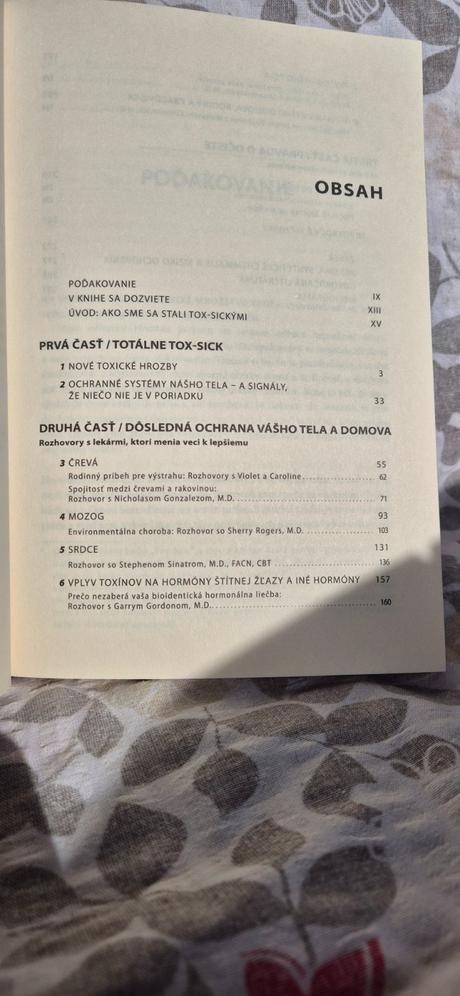 OBSAH
POĎAKOVANIE IX
V KNIHE SA DOZVIETE XIII
ÚVOD: AKO SME SA STALI TOX-SICKÝMI XV
PRVÁ ČASŤ / TOTÁLNE TOX-SICK
1 NOVÉ TOXICKÉ HROZBY 3
2 OCHRANNÉ SYSTÉMY NÁŠHO TELA – A SIGNÁLY,
ŽE NIEČO NIE JE V PORIADKU 33
DRUHÁ ČASŤ / DÔSLEDNÁ OCHRANA VÁŠHO TELA A DOMOVA
Rozhovory s lekármi, ktorí menia veci k lepšiemu
3 ČREVÁ 55
Rodinný príbeh pre výstrahu: Rozhovory s Violet a Caroline 62
Spojitosť medzi črevami a rakovinou:
Rozhovor s Nicholasom Gonzalezom, M.D. 71
4 MOZOG 93
Environmentálna choroba: Rozhovor so Sherry Rogers, M.D. 103
5 SRDCE 131
Rozhovor so Stephenom Sinatrom, M.D., FACN, CBT 136
6 VPLYV TOXÍNOV NA HORMÓNY ŠTÍTNEJ ŽĽAZY A INÉ HORMÓNY 157
Prečo nezaberá vaša bioidentická hormonálna liečba:
Rozhovor s Garrym Gordonom, M.D. 160